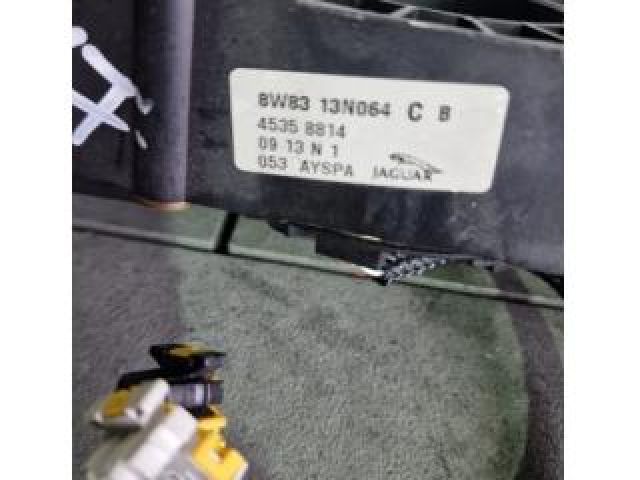 8W83 13N064 C B
4535 8814
09 13 N 1
053 AYSPA JAGUAR